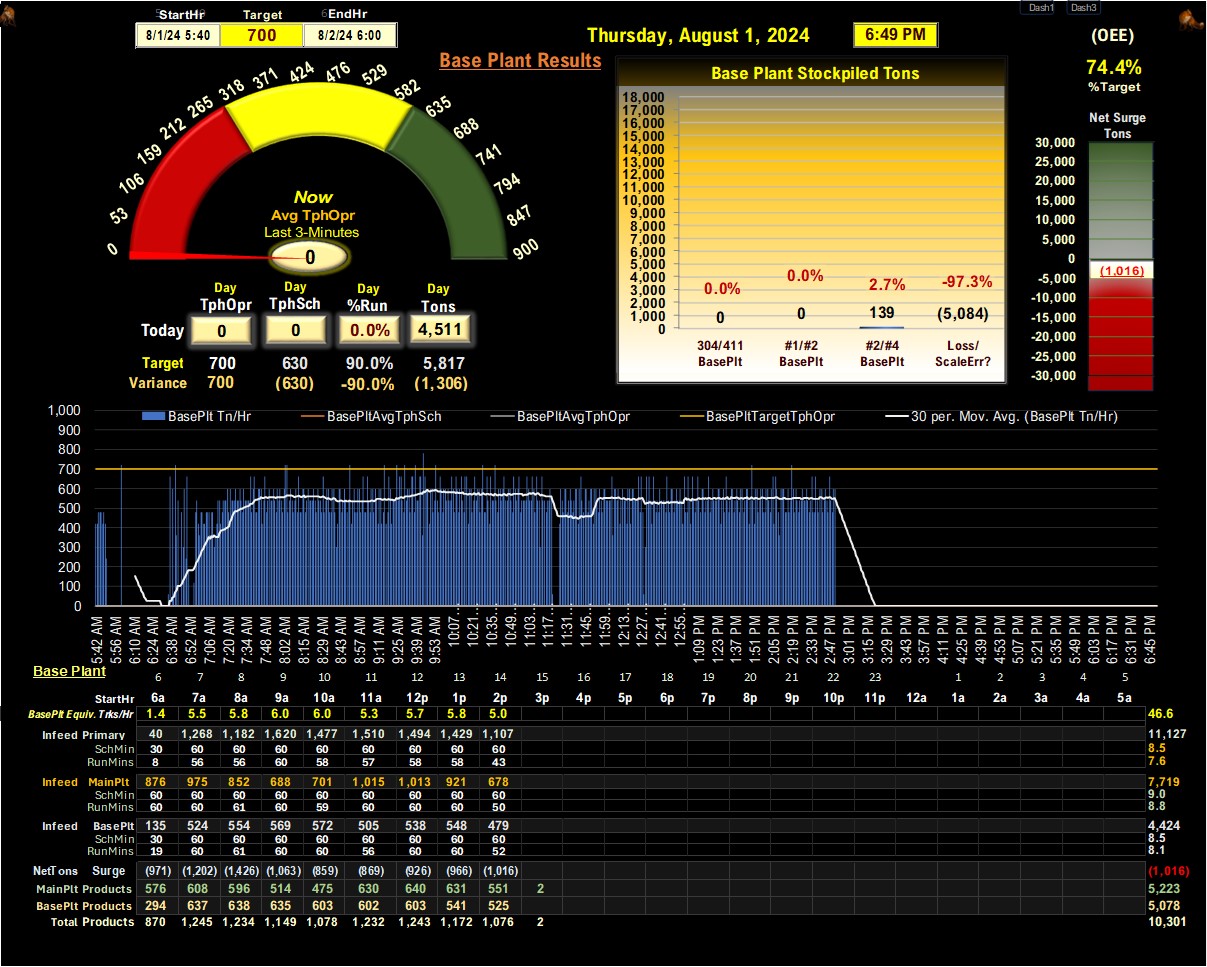 StartHr Target EndHr
8/1/24 5:40 700 8/2/24 6:00
Dash1 Dash3
Thursday, August 1, 2024 6:49 PM
(OEE)
74.4%
%Target
Base Plant Results
Base Plant Stockpiled Tons
Net Surge
Tons
0 53 106 159 212 265 318 371 424 476 529 582 635 688 741 794 847 900
Now
Avg TphOpr
Last 3-Minutes
0
18,000
17,000
16,000
15,000
14,000
13,000
12,000
11,000
10,000
9,000
8,000
7,000
6,000
5,000
4,000
3,000
2,000
1,000
0
0.0% 0.0% 2.7% -97.3%
0 0 139 (5,084)
304/411 #1/#2 #2/#4 Loss/
BasePlt BasePlt BasePlt ScaleErr?
30,000
25,000
20,000
15,000
10,000
5,000
0
-5,000
-10,000
-15,000
-20,000
-25,000
-30,000
(1,016)
Day Day Day Day
TphOpr TphSch %Run Tons
Today 0 0 0.0% 4,511
Target 700 630 90.0% 5,817
Variance 700 (630) -90.0% (1,306)
BasePlt Tn/Hr BasePltAvgTphSch BasePltAvgTphOpr BasePltTargetTphOpr 30 per. Mov. Avg. (BasePlt Tn/Hr)
1,000
900
800
700
600
500
400
300
200
100
0
5:42 AM 5:56 AM 6:10 AM 6:24 AM 6:38 AM 6:52 AM 7:06 AM 7:20 AM 7:34 AM 7:48 AM 8:02 AM 8:15 AM 8:29 AM 8:43 AM 8:57 AM 9:11 AM 9:25 AM 9:39 AM 9:53 AM 10:07… 10:21… 10:35… 10:49… 11:03… 11:17… 11:31… 11:45… 11:59… 12:13… 12:27… 12:41… 12:55… 1:09 PM 1:23 PM 1:37 PM 1:51 PM 2:05 PM 2:19 PM 2:33 PM 2:47 PM 3:01 PM 3:15 PM 3:29 PM 3:43 PM 3:57 PM 4:11 PM 4:25 PM 4:39 PM 4:53 PM 5:07 PM 5:21 PM 5:35 PM 5:49 PM 6:03 PM 6:17 PM 6:31 PM 6:45 PM
Base Plant 6 7 8 9 10 11 12 13 14 15 16 17 18 19 20 21 22 23 1 2 3 4 5
StartHr 6a 7a 8a 9a 10a 11a 12p 1p 2p 3p 4p 5p 6p 7p 8p 9p 10p 11p 12a 1a 2a 3a 4a 5a
BasePlt Equiv. Trks/Hr 1.4 5.5 5.8 6.0 6.0 5.3 5.7 5.8 5.0 46.6
Infeed Primary 40 1,268 1,182 1,620 1,477 1,510 1,494 1,429 1,107 11,127
SchMin 30 60 60 60 60 60 60 60 60 8.5
RunMins 8 56 56 60 58 57 58 58 43 7.6
Infeed MainPlt 876 975 852 688 701 1,015 1,013 921 678 7,719
SchMin 60 60 60 60 60 60 60 60 60 9.0
RunMins 60 60 61 60 59 60 60 60 50 8.8
Infeed BasePlt 135 524 554 569 572 505 538 548 479 4,424
SchMin 30 60 60 60 60 60 60 60 60 8.5
RunMins 19 60 61 60 60 56 60 60 52 8.1
NetTons Surge (971) (1,202) (1,426) (1,063) (859) (869) (926) (966) (1,016) (1,016)
MainPlt Products 576 608 596 514 475 630 640 631 551 2 5,223
BasePlt Products 294 637 638 635 603 602 603 541 525 5,078
Total Products 870 1,245 1,234 1,149 1,078 1,232 1,243 1,172 1,076 2 10,301